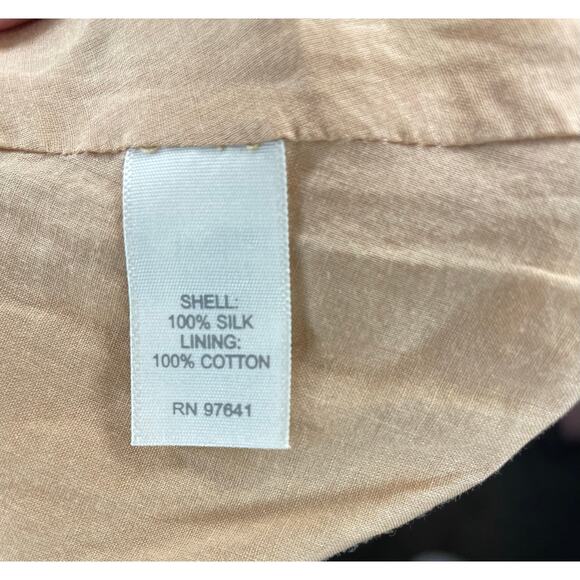 SHELL:
100% SILK
LINING:
100% COTTON
RN 97641